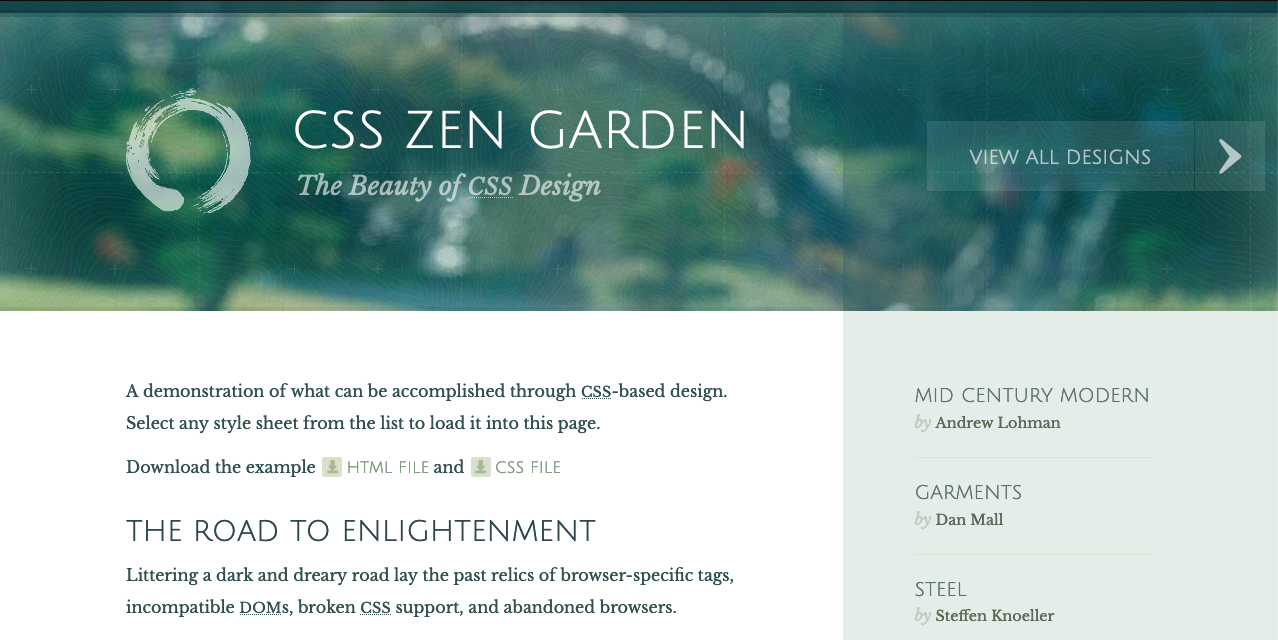 CSS ZEN GARDEN
The Beauty of CSS Design
VIEW ALL DESIGNS
A demonstration of what can be accomplished through CSS-based design.
Select any style sheet from the list to load it into this page.
Download the example HTML FILE and CSS FILE
THE ROAD TO ENLIGHTENMENT
Littering a dark and dreary road lay the past relics of browser-specific tags,
incompatible DOMs, broken CSS support, and abandoned browsers.
MID CENTURY MODERN
by Andrew Lohman
GARMENTS
by Dan Mall
STEEL
by Steffen Knoeller